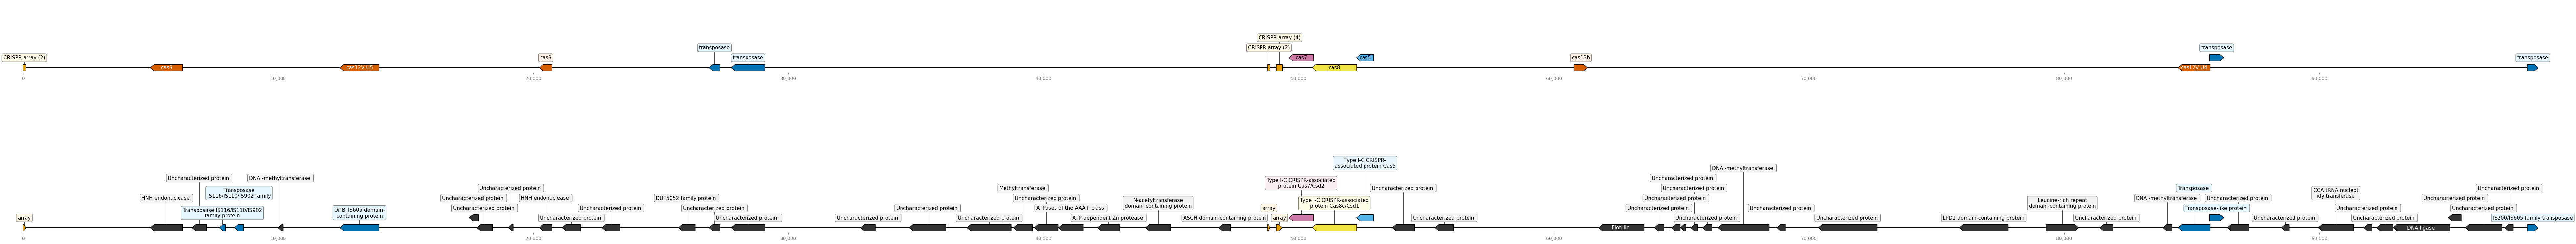 CRISPR array (4)
transposase
CRISPR array (2)
transposase
CRISPR array (2)
cas9
transposase
cas7
cas5
cas13b
transposase
cas9
cas12V-U5
cas8
cas12V-U4
0
10,000
20,000
30,000
40,000
50,000
60,000
70,000
80,000
90,000
Type I-C CRISPR-
associated protein Cas5
DNA -methyltransferase
Uncharacterized protein
DNA -methyltransferase
Type I-C CRISPR-associated
protein Cas7/Csd2
Uncharacterized protein
Transposase
IS116/IS110/IS902 family
Uncharacterized protein
Methyltransferase
Uncharacterized protein
Uncharacterized protein
Transposase
CCA tRNA nucleot
idyltransferase
Uncharacterized protein
HNH endonuclease
Uncharacterized protein
HNH endonuclease
IUF5052 family protein
Uncharacterized protein
N-acetyltransferase
domain-containing protein
Type I-C CRISPR-associated
protein Cas8c/Csd1
Uncharacterized protein
Leucine-rich repeat
domain-containing protein
DNA -methyltransferase
Uncharacterized protein
Uncharacterized protein
Transposase IS116/IS110/IS902
family protein
OrfB_IS605 domain-
containing protein
Uncharacterized protein
Uncharacterized protein
Uncharacterized protein
Uncharacterized protein
ATPases of the AAA+ class
array
Uncharacterized protein
Uncharacterized protein
Transposase-like protein
Uncharacterized protein
Uncharacterized protein
array
Uncharacterized protein
Uncharacterized protein
Uncharacterized protein
Uncharacterized protein
Uncharacterized protein
ATP-dependent Zn protease
ASCH domain-containing protein
array
Uncharacterized protein
Uncharacterized protein
Uncharacterized protein
LPD1 domain-containing protein
Uncharacterized protein
Uncharacterized protein
Uncharacterized protein
IS200/IS605 family transposase
Flotillin
DNA ligase
0
10,000
20,000
30,000
40,000
50,000
60,000
70,000
80,000
90,000